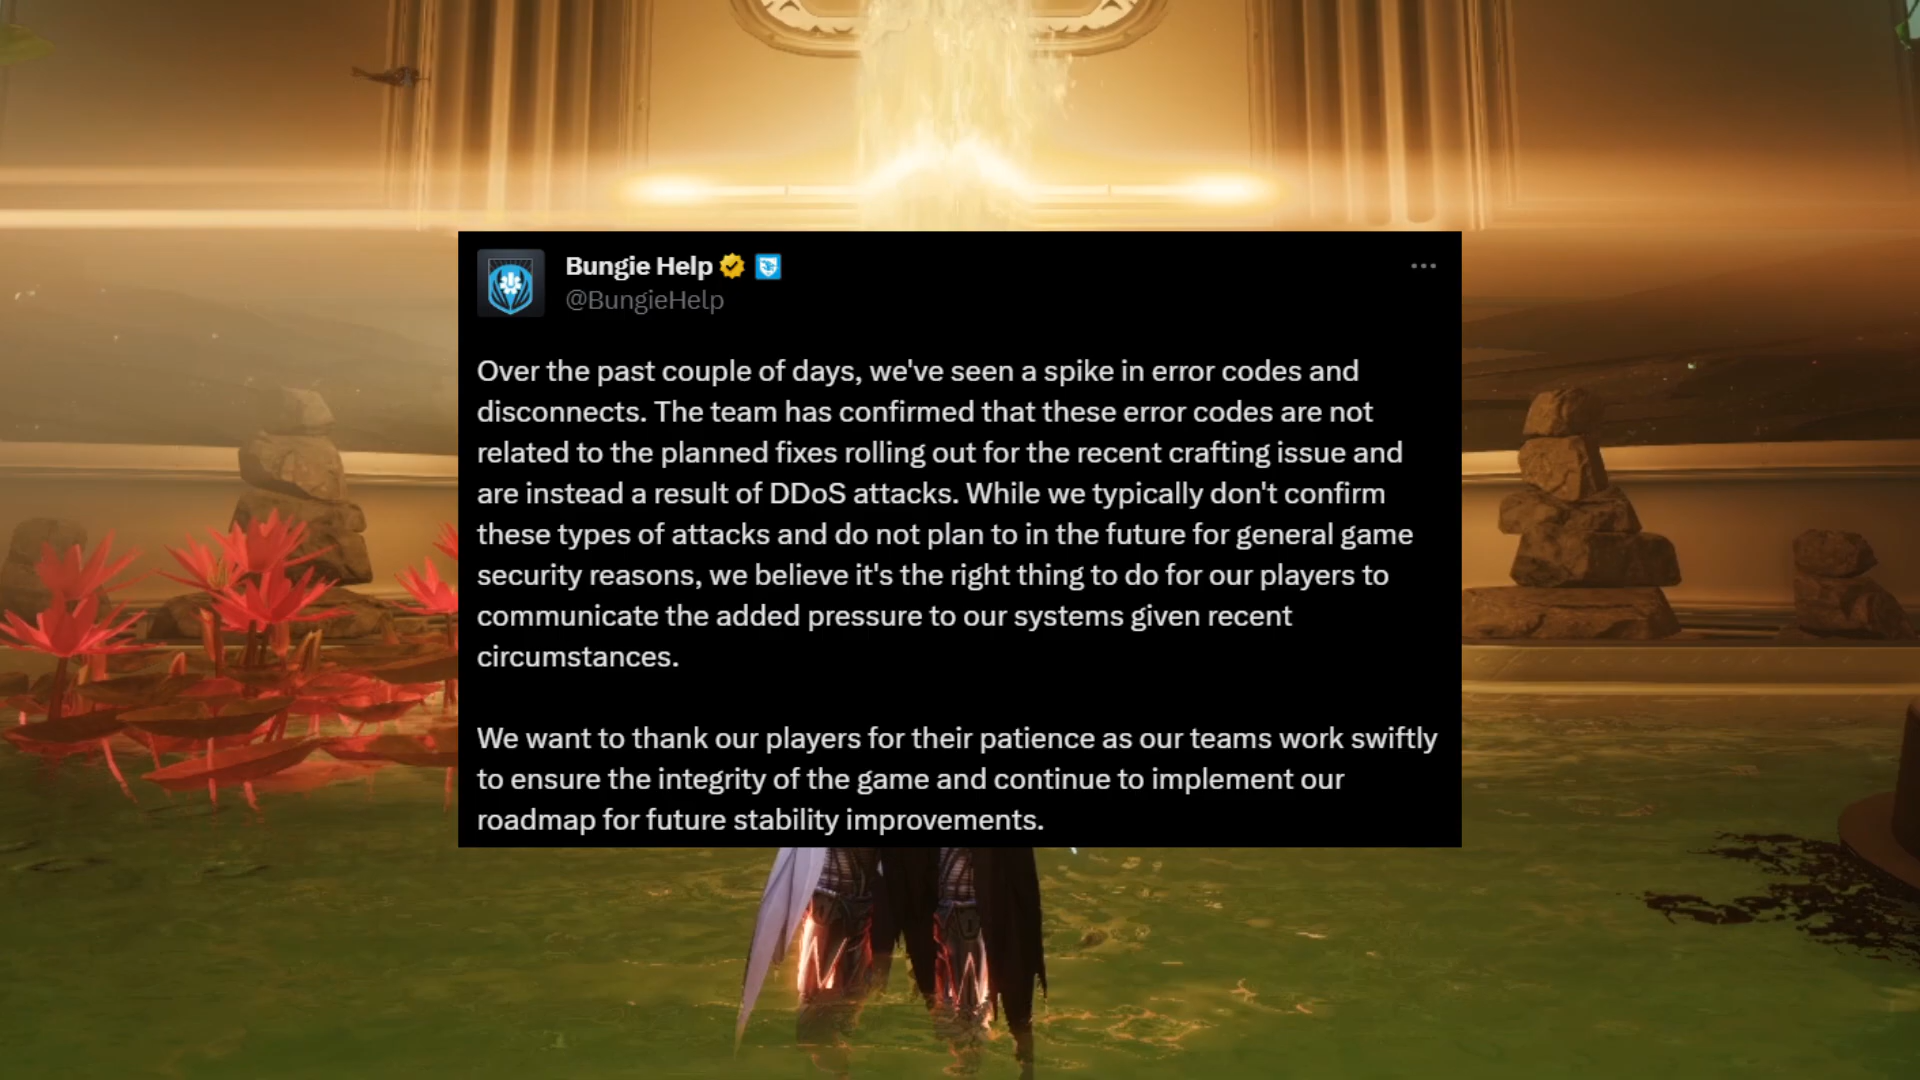 Bungie Help
@BungieHelp
Over the past couple of days, we've seen a spike in error codes and
disconnects. The team has confirmed that these error codes are not
related to the planned fixes rolling out for the recent crafting issue and
are instead a result of DDoS attacks. While we typically don't confirm
these types of attacks and do not plan to in the future for general game
security reasons, we believe it's the right thing to do for our players to
communicate the added pressure to our systems given recent
circumstances.
We want to thank our players for their patience as our teams work swiftly
to ensure the integrity of the game and continue to implement our
roadmap for future stability improvements.